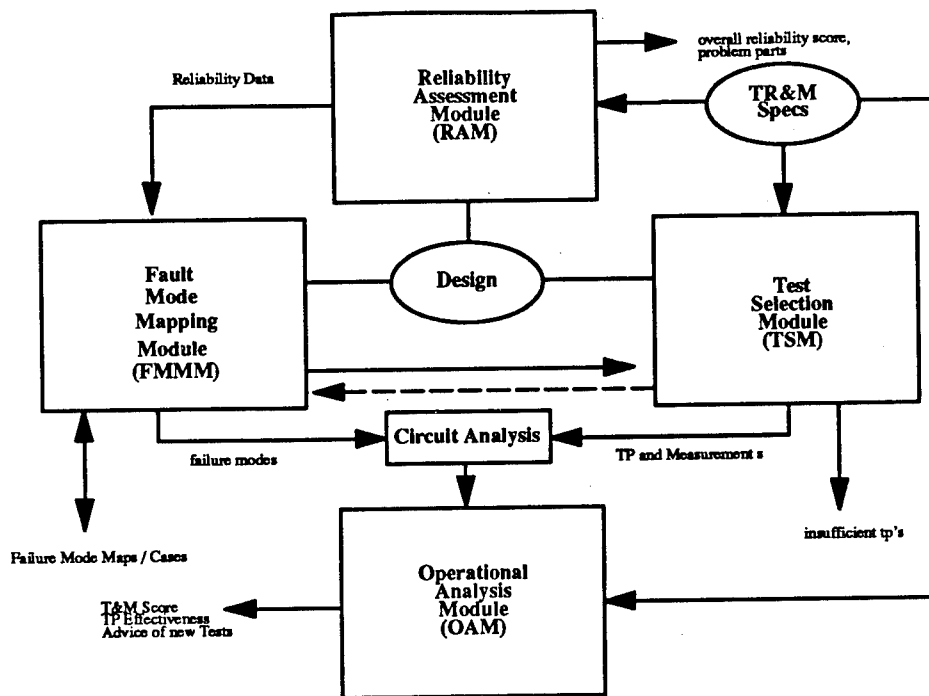 overall reliability score,
problem parts
Reliability Data
Reliability
Assessment
Module
(RAM)
TR&M
Specs
Fault
Mode
Mapping
Module
(FMMM)
Design
Test
Selection
Module
(TSM)
Circuit Analysis
failure modes
TP and Measurement s
insufficient tp's
Failure Mode Maps / Cases
Operational
Analysis
Module
(OAM)
T&M Score
TP Effectiveness
Advice of new Tests